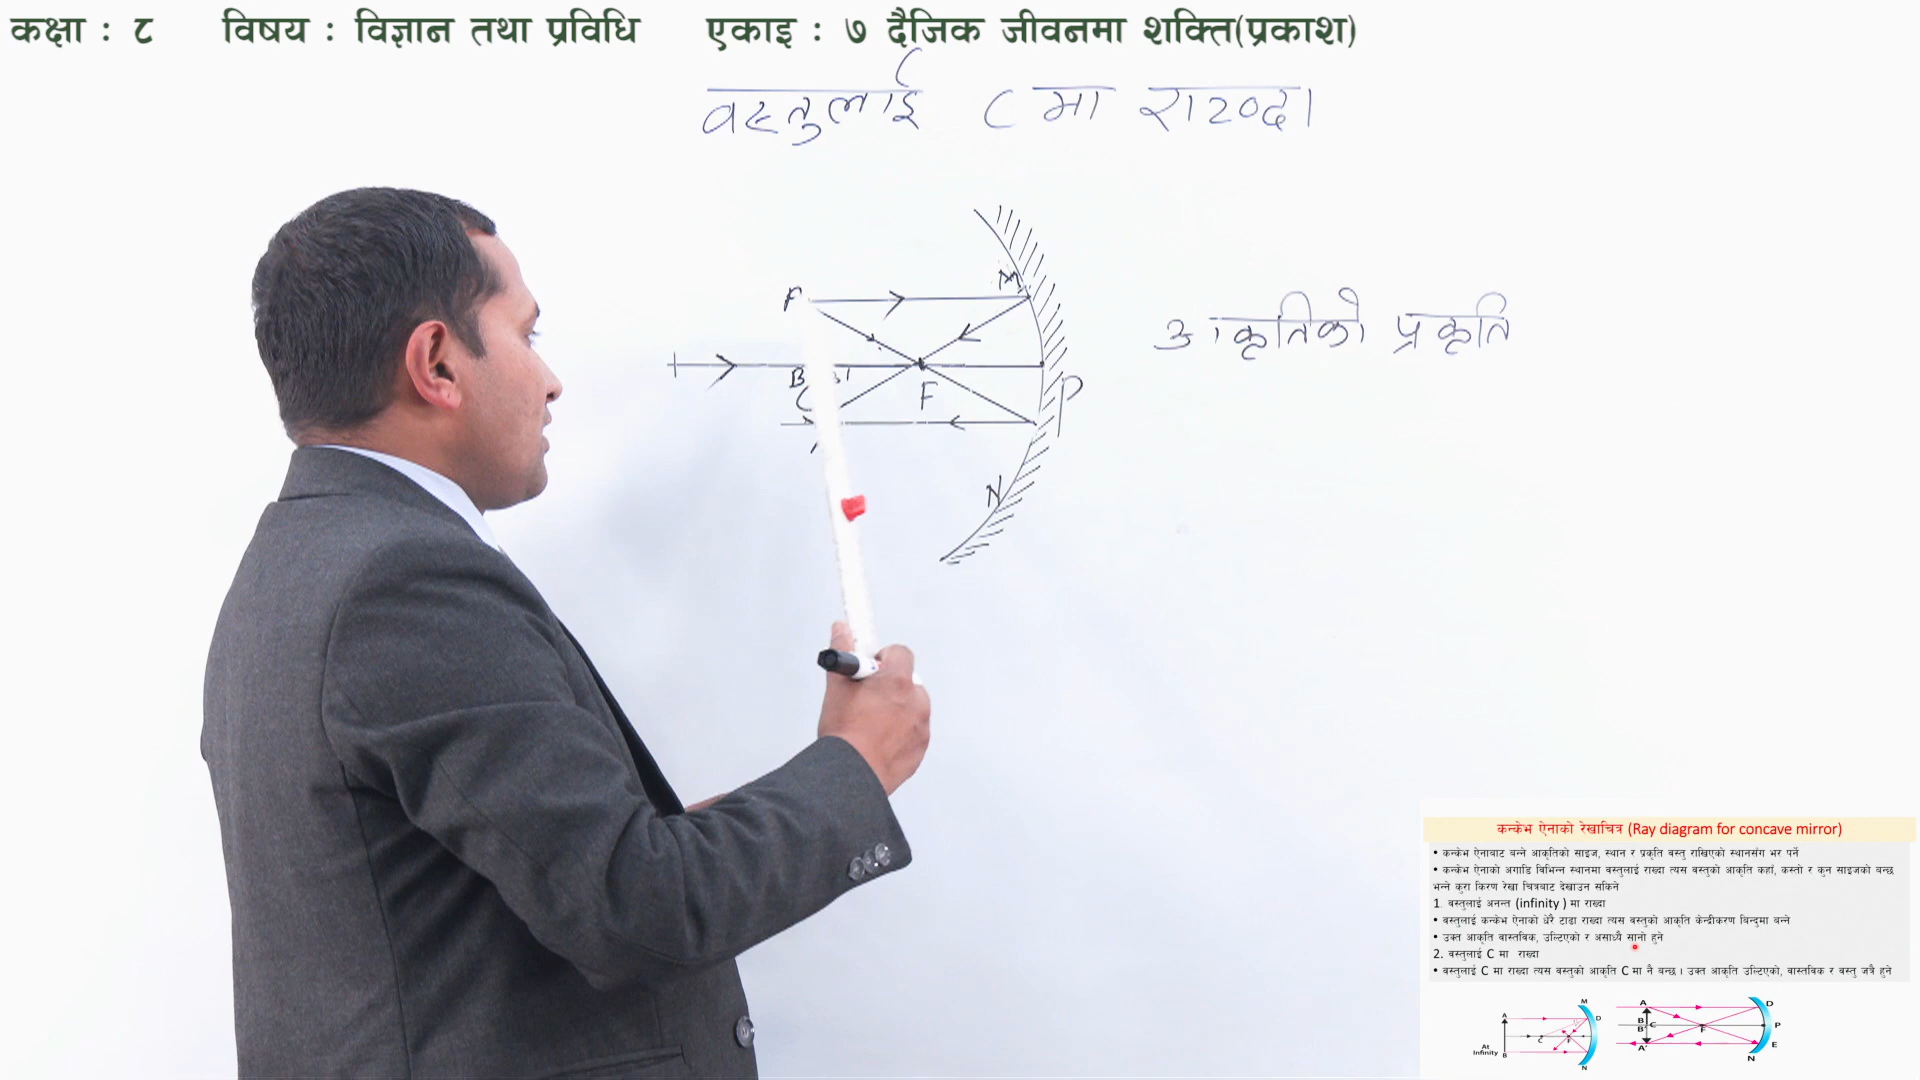 कक्षा : ८ विषय : विज्ञान तथा प्रविधि एकाइ : ७ दैजिक जीवनमा शक्ति(प्रकाश)
वस्तुलाई C मा राख्दा
M
B B'
C
F
P
N
आकृतिको प्रकृति
कन्केभ ऐनाको रेखाचित्र (Ray diagram for concave mirror)
• कन्केभ ऐनाबाट बन्ने आकृतिको साइज, स्थान र प्रकृति वस्तु राखिएको स्थानसँग भर पर्ने
• कन्केभ ऐनाको अगाडि विभिन्न स्थानमा वस्तुलाई राख्दा त्यस वस्तुको आकृति कहाँ, कस्तो र कुन साइजको बन्छ
भन्ने कुरा किरण रेखा चित्रबाट देखाउन सकिने
1. वस्तुलाई अनन्त (infinity ) मा राख्दा
• वस्तुलाई कन्केभ ऐनाको धेरै टाढा राख्दा त्यस वस्तुको आकृति केन्द्रीकरण बिन्दुमा बन्ने
• उक्त आकृति वास्तविक, उल्टिएको र असाध्यै सानो हुने
2. वस्तुलाई C मा राख्दा
• वस्तुलाई C मा राख्दा त्यस वस्तुको आकृति C मा नै बन्छ । उक्त आकृति उल्टिएको, वास्तविक र वस्तु जत्रै हुने
M
A D
C F
At
Infinity B
N
A D
B C F P
B'
A' E
N